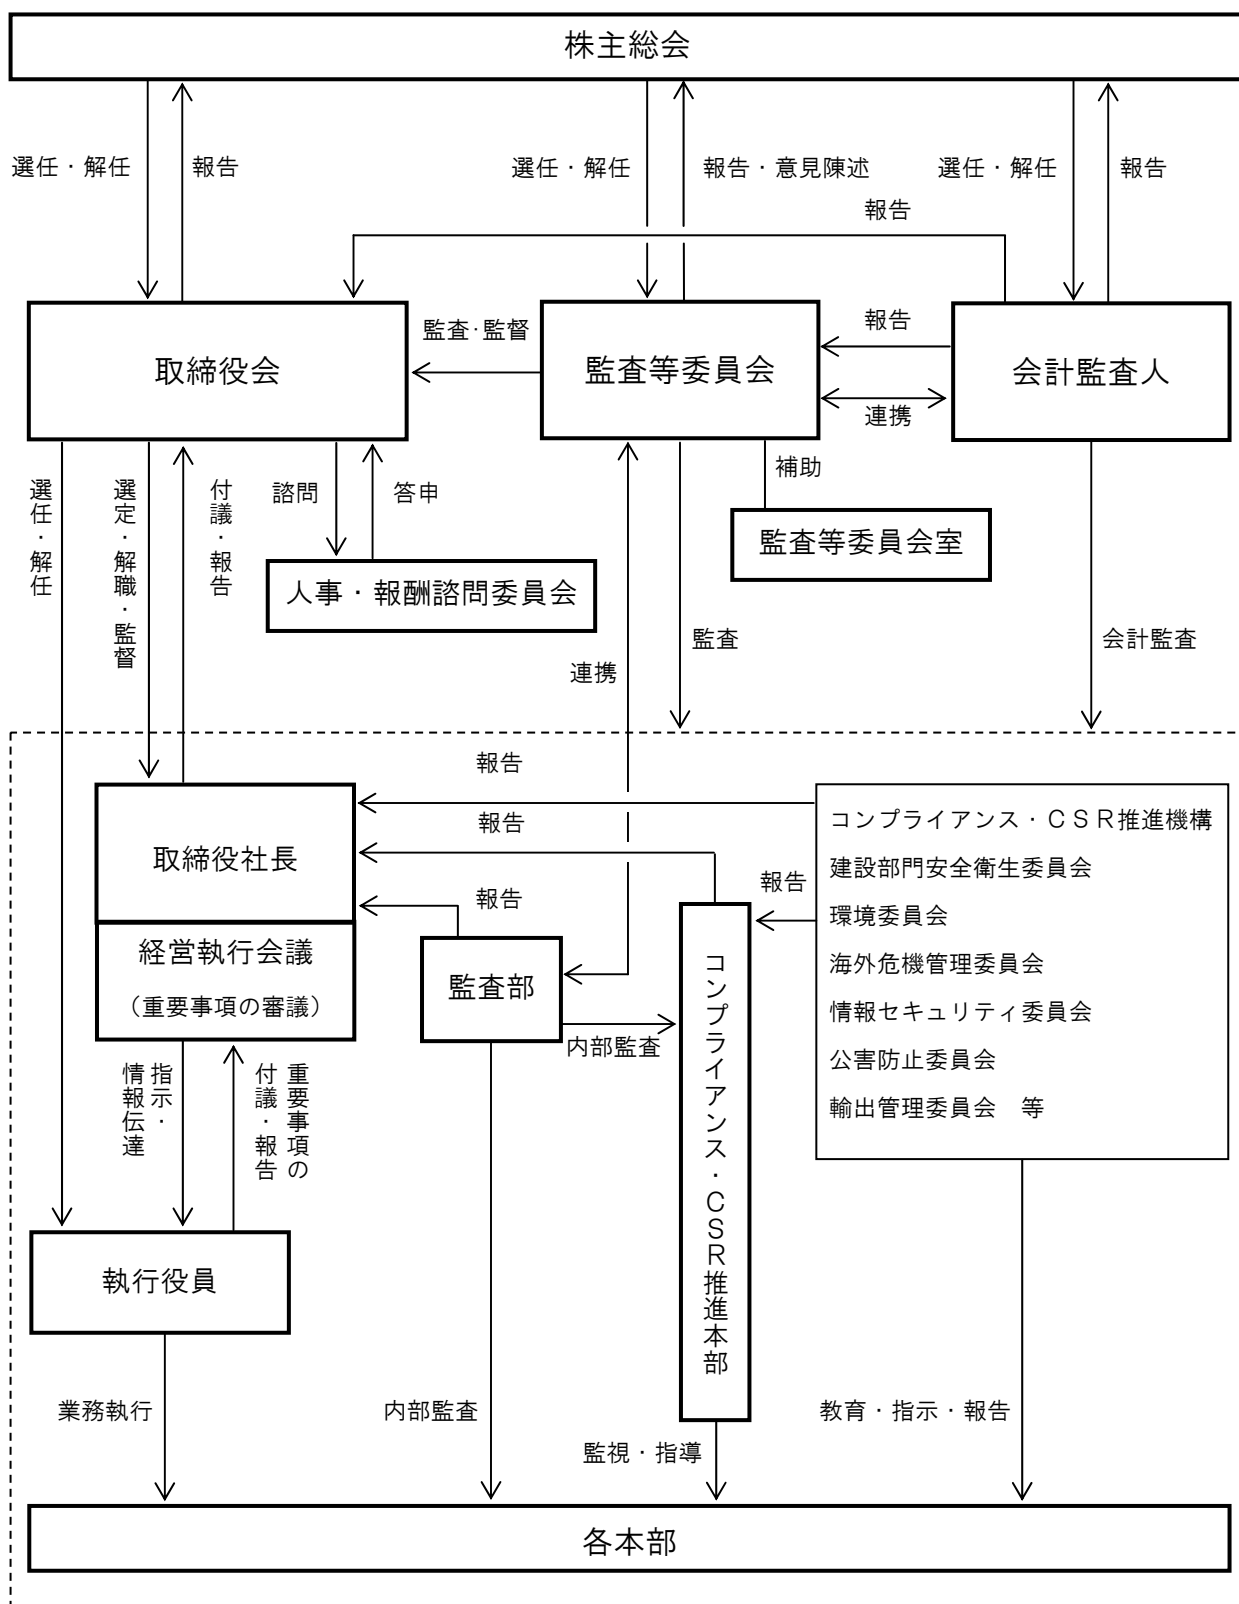 株主総会
選任・解任
報告
選任・解任
報告・意見陳述
選任・解任
報告
報告
取締役会
監査・監督
監査等委員会
報告
連携
会計監査人
選任・解任
選定・解職・監督
付議・報告
諮問
答申
補助
監査等委員会室
人事・報酬諮問委員会
連携
監査
会計監査
報告
報告
報告
取締役社長
経営執行会議
（重要事項の審議）
監査部
内部監査
報告
コンプライアンス・ＣＳＲ推進本部
コンプライアンス・ＣＳＲ推進機構
建設部門安全衛生委員会
環境委員会
海外危機管理委員会
情報セキュリティ委員会
公害防止委員会
輸出管理委員会　等
指示・
情報伝達
重要事項の
付議・報告
執行役員
業務執行
内部監査
監視・指導
教育・指示・報告
各本部